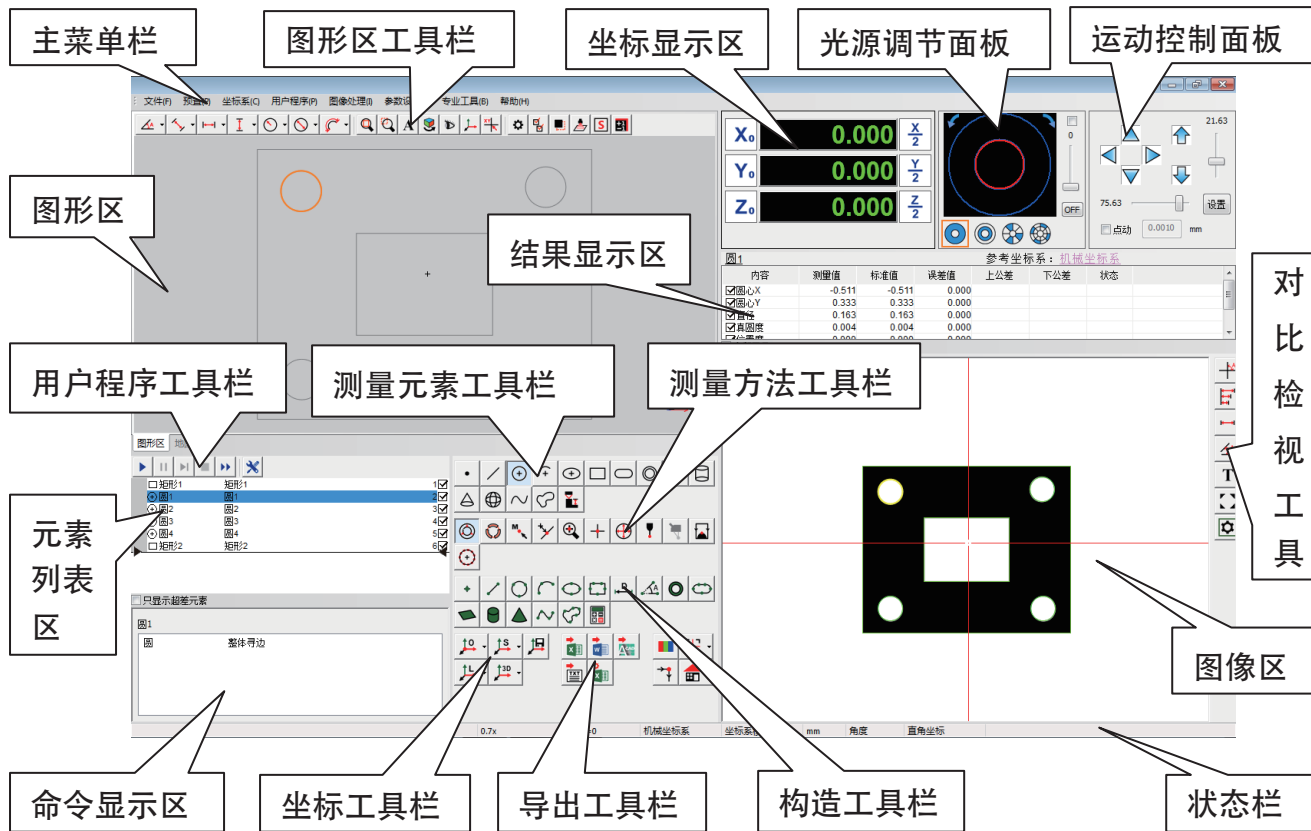 主菜单栏
图形区工具栏
坐标显示区
光源调节面板
运动控制面板
文件(F) 坐标系(C) 用户程序(P) 图像处理(I) 专业工具(B) 帮助(H)
X₀ 0.000 X/2
Y₀ 0.000 Y/2
Z₀ 0.000 Z/2
0
OFF
21.63
75.63
设置
点动 0.0010 mm
图形区
结果显示区
圆1 参考坐标系：机械坐标系
内容 测量值 标准值 误差值 上公差 下公差 状态
圆心X -0.511 -0.511 0.000
圆心Y 0.333 0.333 0.000
直径 0.163 0.163 0.000
真圆度 0.004 0.004 0.000
对比检视工具
用户程序工具栏
测量元素工具栏
测量方法工具栏
图形区
矩形1 矩形1 1
圆1 圆1 2
圆2 圆2 3
圆3 圆3 4
圆4 圆4 5
矩形2 矩形2 6
元素列表区
只显示超差元素
圆1
圆 整体寻边
图像区
0.7x 机械坐标系 mm 角度 直角坐标
命令显示区
坐标工具栏
导出工具栏
构造工具栏
状态栏